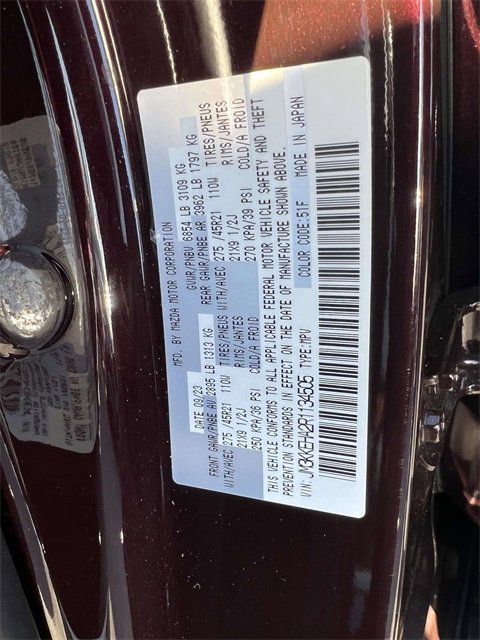 MFD. BY MAZDA MOTOR CORPORATION
DATE 09/23 GVWR/PNBV 6854 LB 3109 KG
FRONT GAWR/PNBE AV 2895 LB 1313 KG REAR GAWR/PNBE AR 3962 LB 1797 KG
WITH/AVEC 275 /45R21 110W TIRES/PNEUS WITH/AVEC 275 /45R21 110W TIRES/PNEUS
21X9 1/2J RIMS/JANTES 21X9 1/2J RIMS/JANTES
250 KPA/36 PSI COLD/A FROID 270 KPA/39 PSI COLD/A FROID
THIS VEHICLE CONFORMS TO ALL APPLICABLE FEDERAL MOTOR VEHICLE SAFETY AND THEFT
PREVENTION STANDARDS IN EFFECT ON THE DATE OF MANUFACTURE SHOWN ABOVE.
VIN: JM3KKEHA2R1134505 TYPE:MPV COLOR CODE:51F MADE IN JAPAN